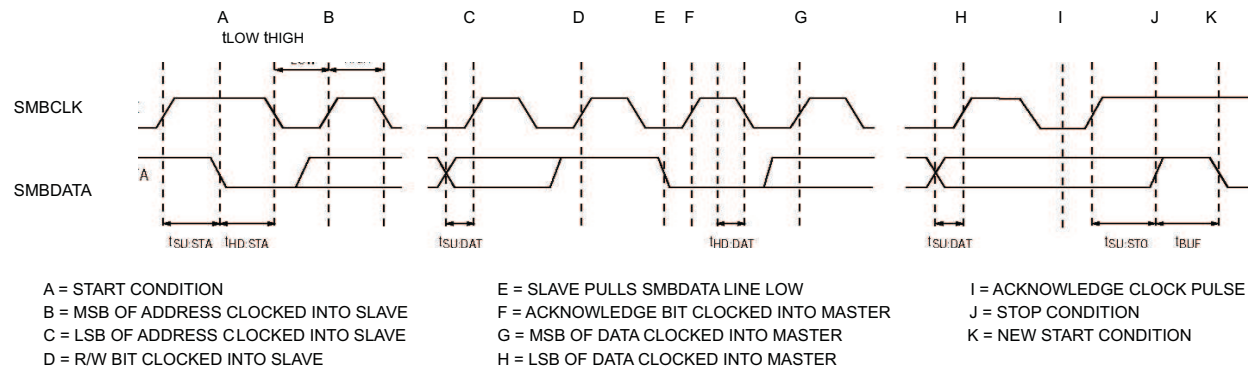 A B C D E F G H I J K
tLOW tHIGH
SMBCLK
SMBDATA
A
tSU:STA tHD:STA tSU:DAT tHD:DAT tSU:DAT tSU:STO tBUF
A = START CONDITION
B = MSB OF ADDRESS CLOCKED INTO SLAVE
C = LSB OF ADDRESS CLOCKED INTO SLAVE
D = R/W BIT CLOCKED INTO SLAVE
E = SLAVE PULLS SMBDATA LINE LOW
F = ACKNOWLEDGE BIT CLOCKED INTO MASTER
G = MSB OF DATA CLOCKED INTO MASTER
H = LSB OF DATA CLOCKED INTO MASTER
I = ACKNOWLEDGE CLOCK PULSE
J = STOP CONDITION
K = NEW START CONDITION